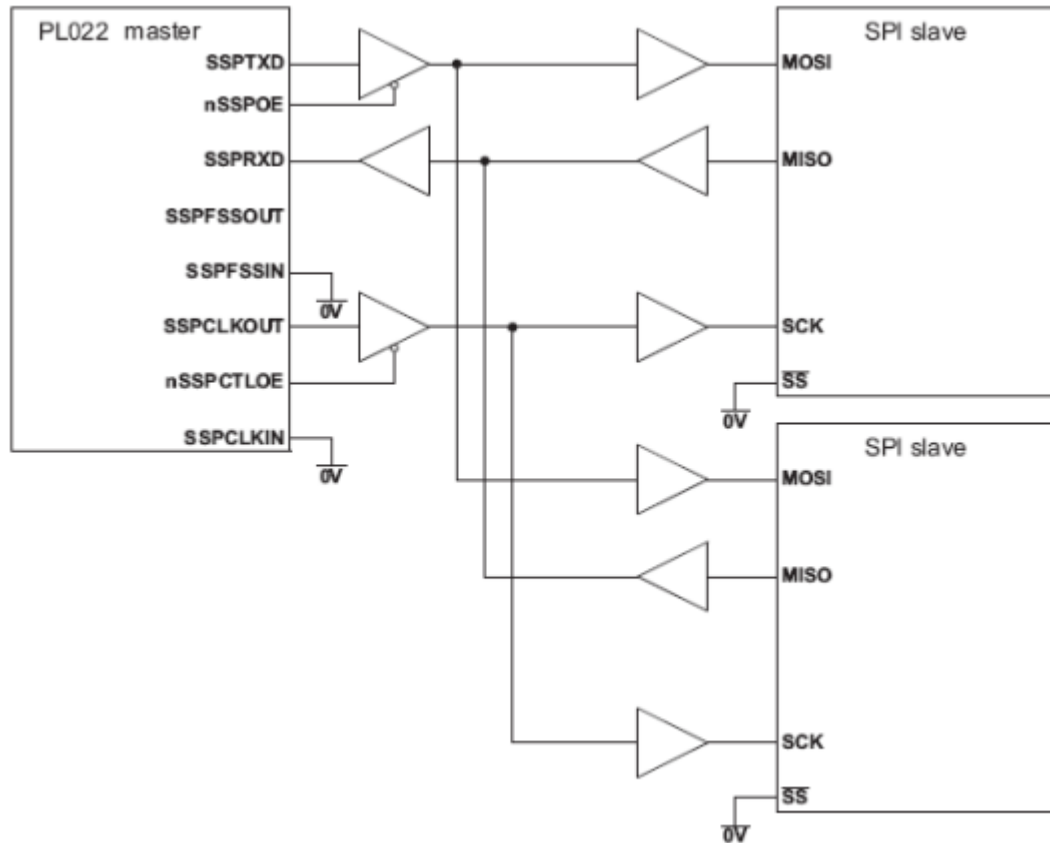 PL022 master
SSPTXD
nSSPOE
SSPRXD
SSPFSSOUT
SSPFSSIN
0V
SSPCLKOUT
nSSPCTLOE
SSPCLKIN
0V
SPI slave
MOSI
MISO
SCK
SS
0V
SPI slave
MOSI
MISO
SCK
SS
0V